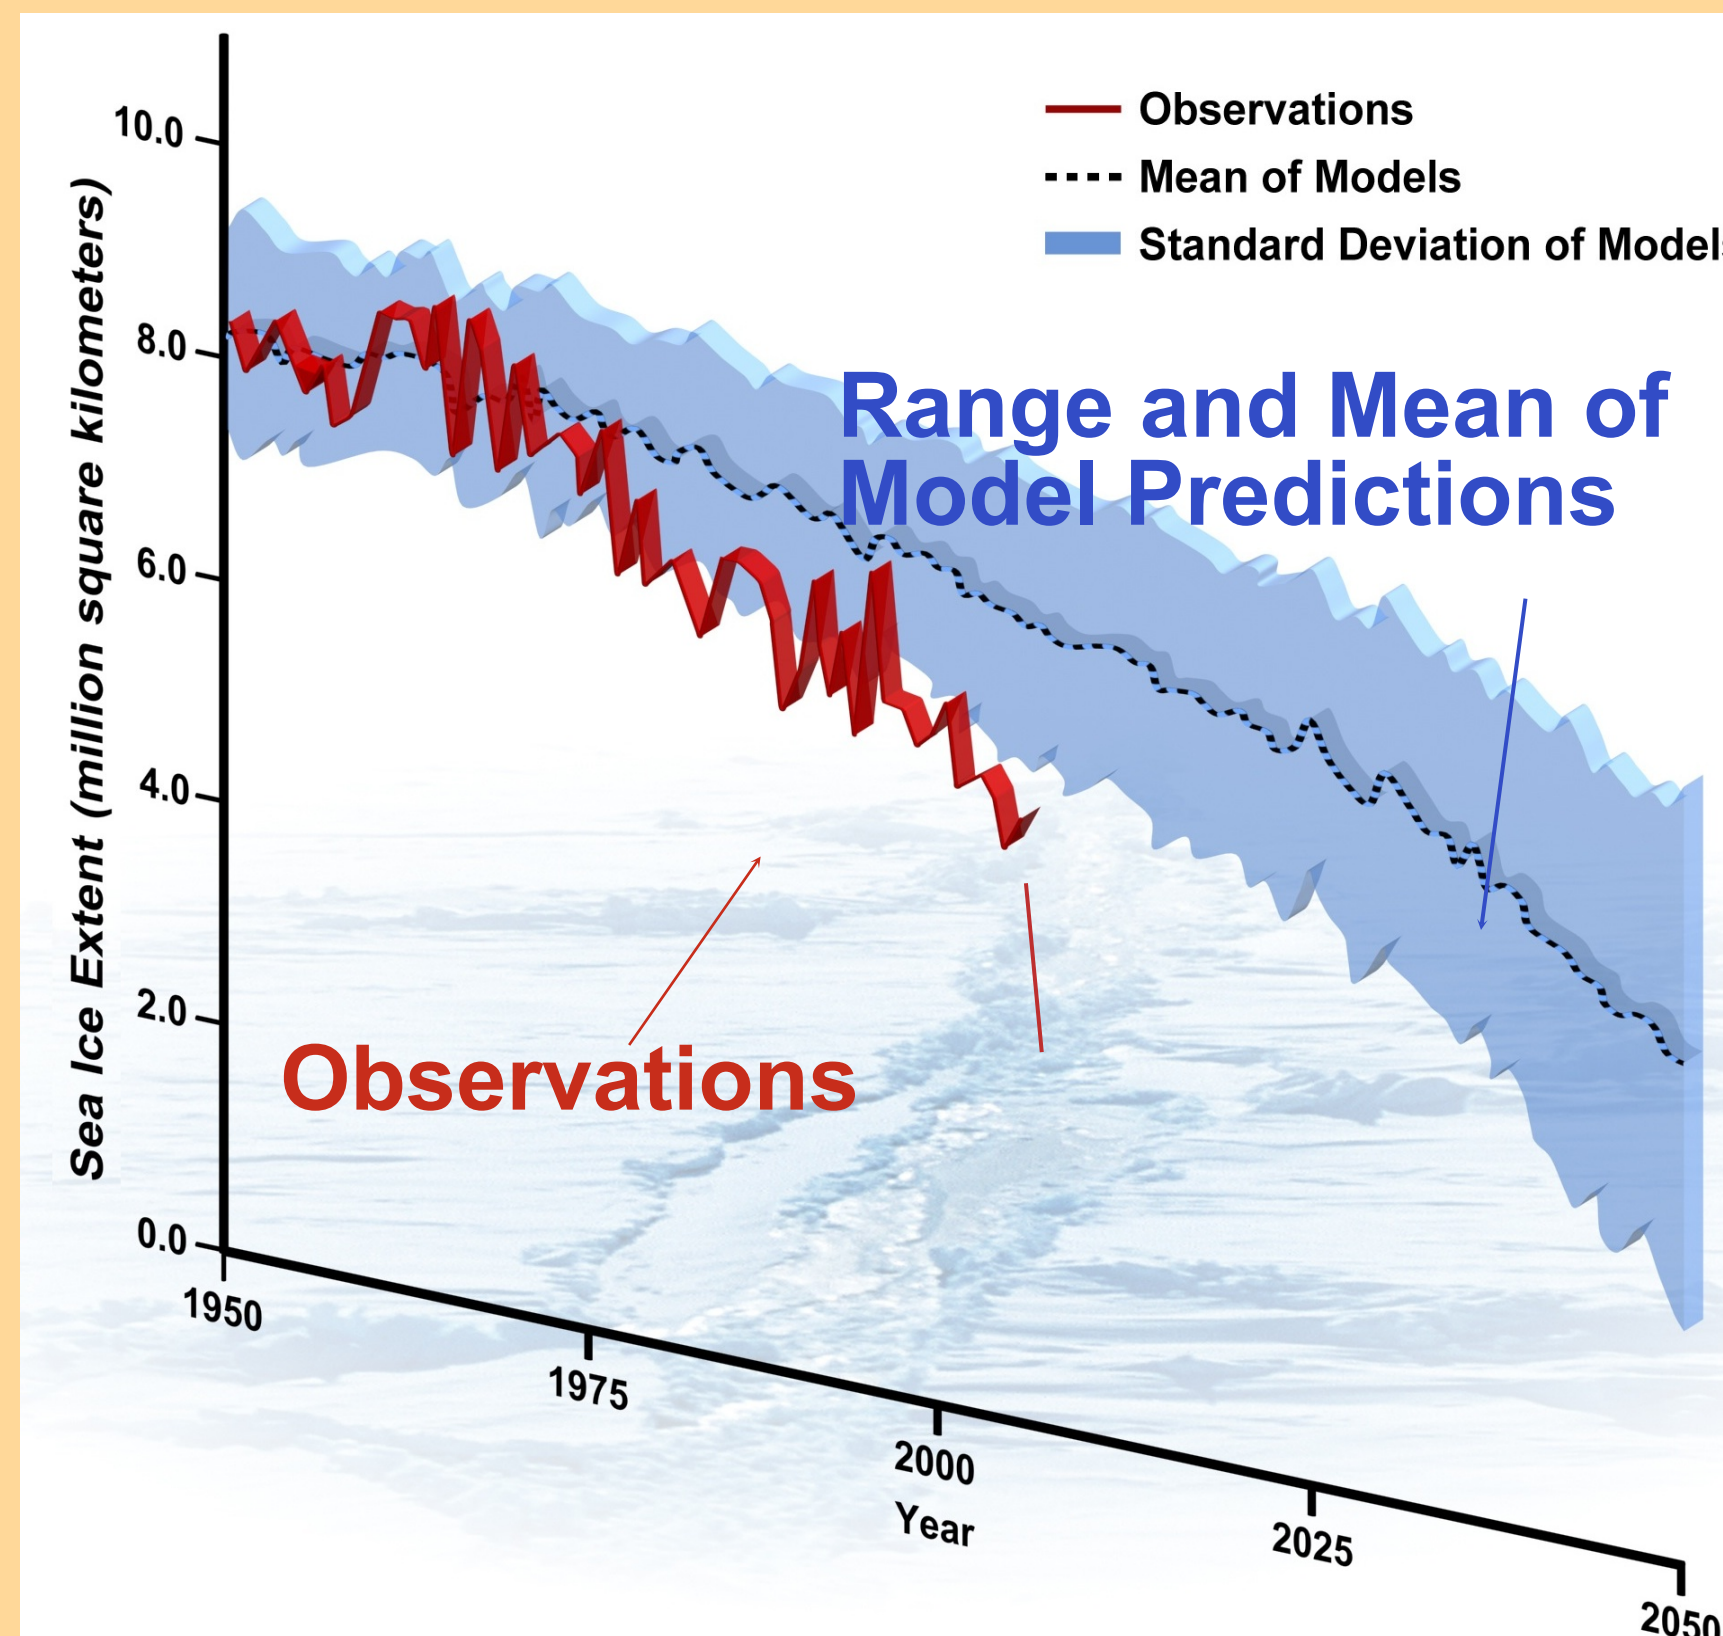 Observations
Mean of Models
Standard Deviation of Models
Range and Mean of
Model Predictions
Observations
Sea Ice Extent (million square kilometers)
10.0
8.0
6.0
4.0
2.0
0.0
1950
1975
2000
2025
2050
Year